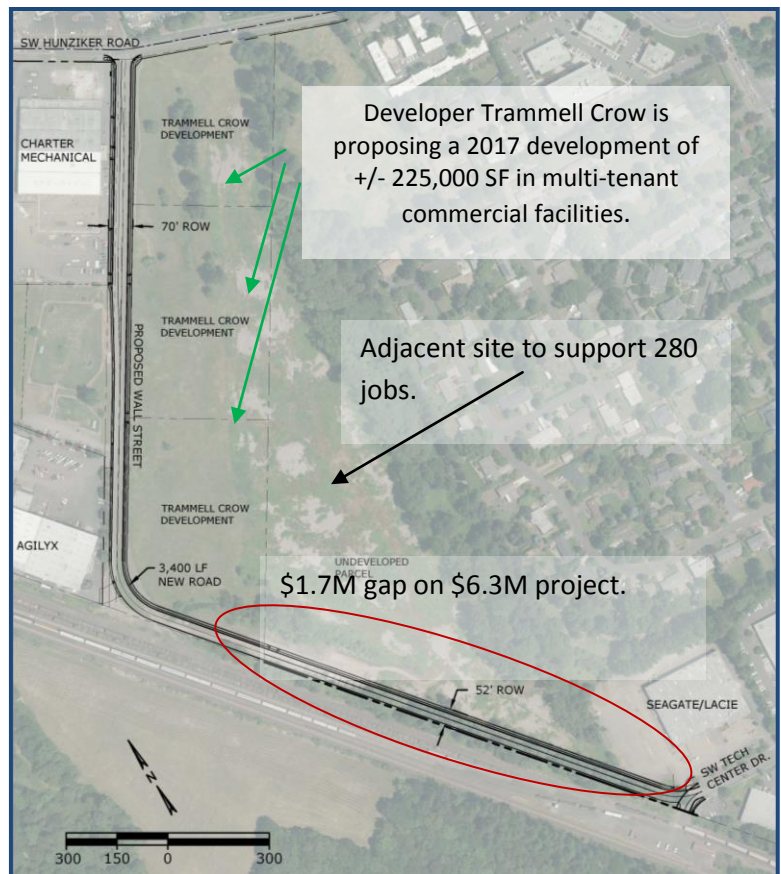 SW HUNZIKER ROAD
CHARTER
MECHANICAL
TRAMMELL CROW
DEVELOPMENT
Developer Trammell Crow is
proposing a 2017 development of
+/- 225,000 SF in multi-tenant
commercial facilities.
70' ROW
PROPOSED WALL STREET
TRAMMELL CROW
DEVELOPMENT
Adjacent site to support 280
jobs.
TRAMMELL CROW
DEVELOPMENT
AGILYX
3,400 LF
NEW ROAD
UNDEVELOPED
PARCEL
$1.7M gap on $6.3M project.
52' ROW
SEAGATE/LACIE
SW TECH
CENTER DR.
N
300 150 0 300